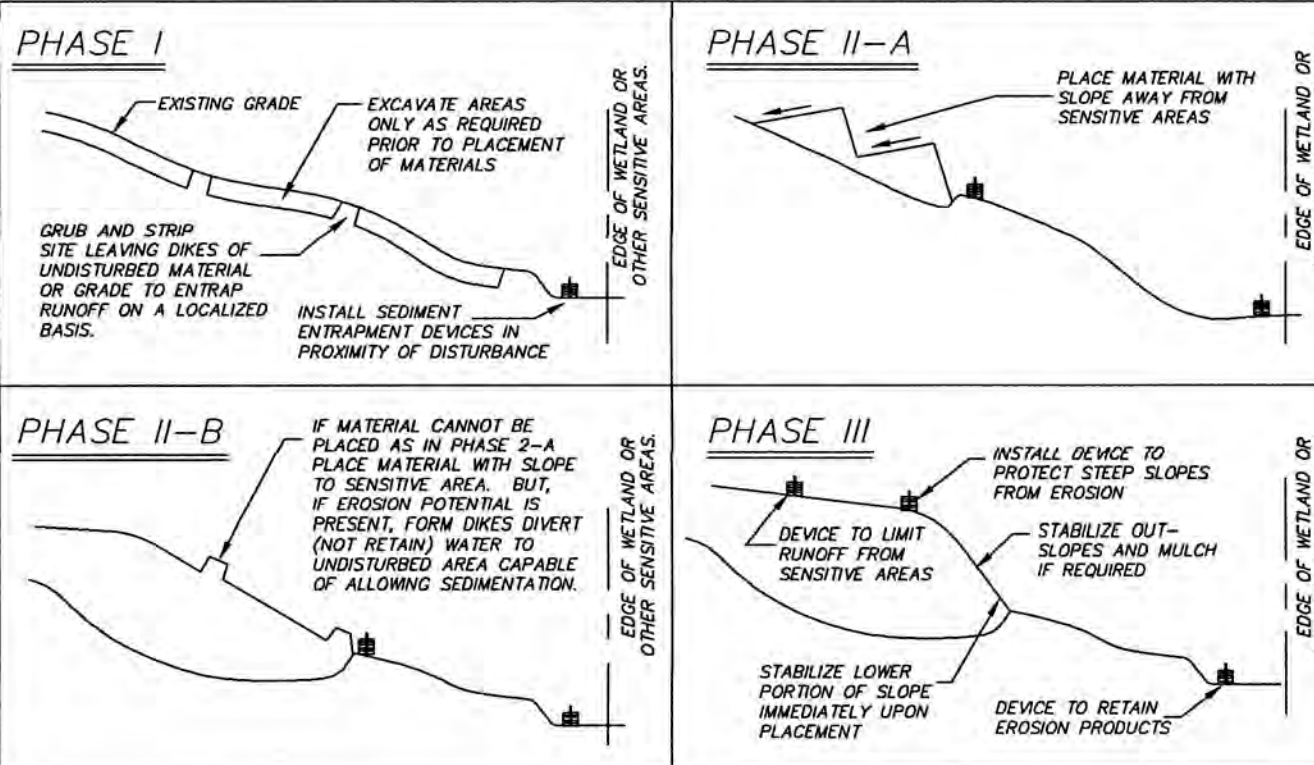 PHASE I
EXISTING GRADE
EXCAVATE AREAS
ONLY AS REQUIRED
PRIOR TO PLACEMENT
OF MATERIALS
GRUB AND STRIP
SITE LEAVING DIKES OF
UNDISTURBED MATERIAL
OR GRADE TO ENTRAP
RUNOFF ON A LOCALIZED
BASIS.
INSTALL SEDIMENT
ENTRAPMENT DEVICES IN
PROXIMITY OF DISTURBANCE
EDGE OF WETLAND OR
OTHER SENSITIVE AREAS.
PHASE II-A
PLACE MATERIAL WITH
SLOPE AWAY FROM
SENSITIVE AREAS
EDGE OF WETLAND OR
PHASE II-B
IF MATERIAL CANNOT BE
PLACED AS IN PHASE 2-A
PLACE MATERIAL WITH SLOPE
TO SENSITIVE AREA. BUT,
IF EROSION POTENTIAL IS
PRESENT, FORM DIKES DIVERT
(NOT RETAIN) WATER TO
UNDISTURBED AREA CAPABLE
OF ALLOWING SEDIMENTATION.
EDGE OF WETLAND OR
OTHER SENSITIVE AREAS.
PHASE III
INSTALL DEVICE TO
PROTECT STEEP SLOPES
FROM EROSION
DEVICE TO LIMIT
RUNOFF FROM
SENSITIVE AREAS
STABILIZE OUT-
SLOPES AND MULCH
IF REQUIRED
STABILIZE LOWER
PORTION OF SLOPE
IMMEDIATELY UPON
PLACEMENT
DEVICE TO RETAIN
EROSION PRODUCTS
EDGE OF WETLAND OR